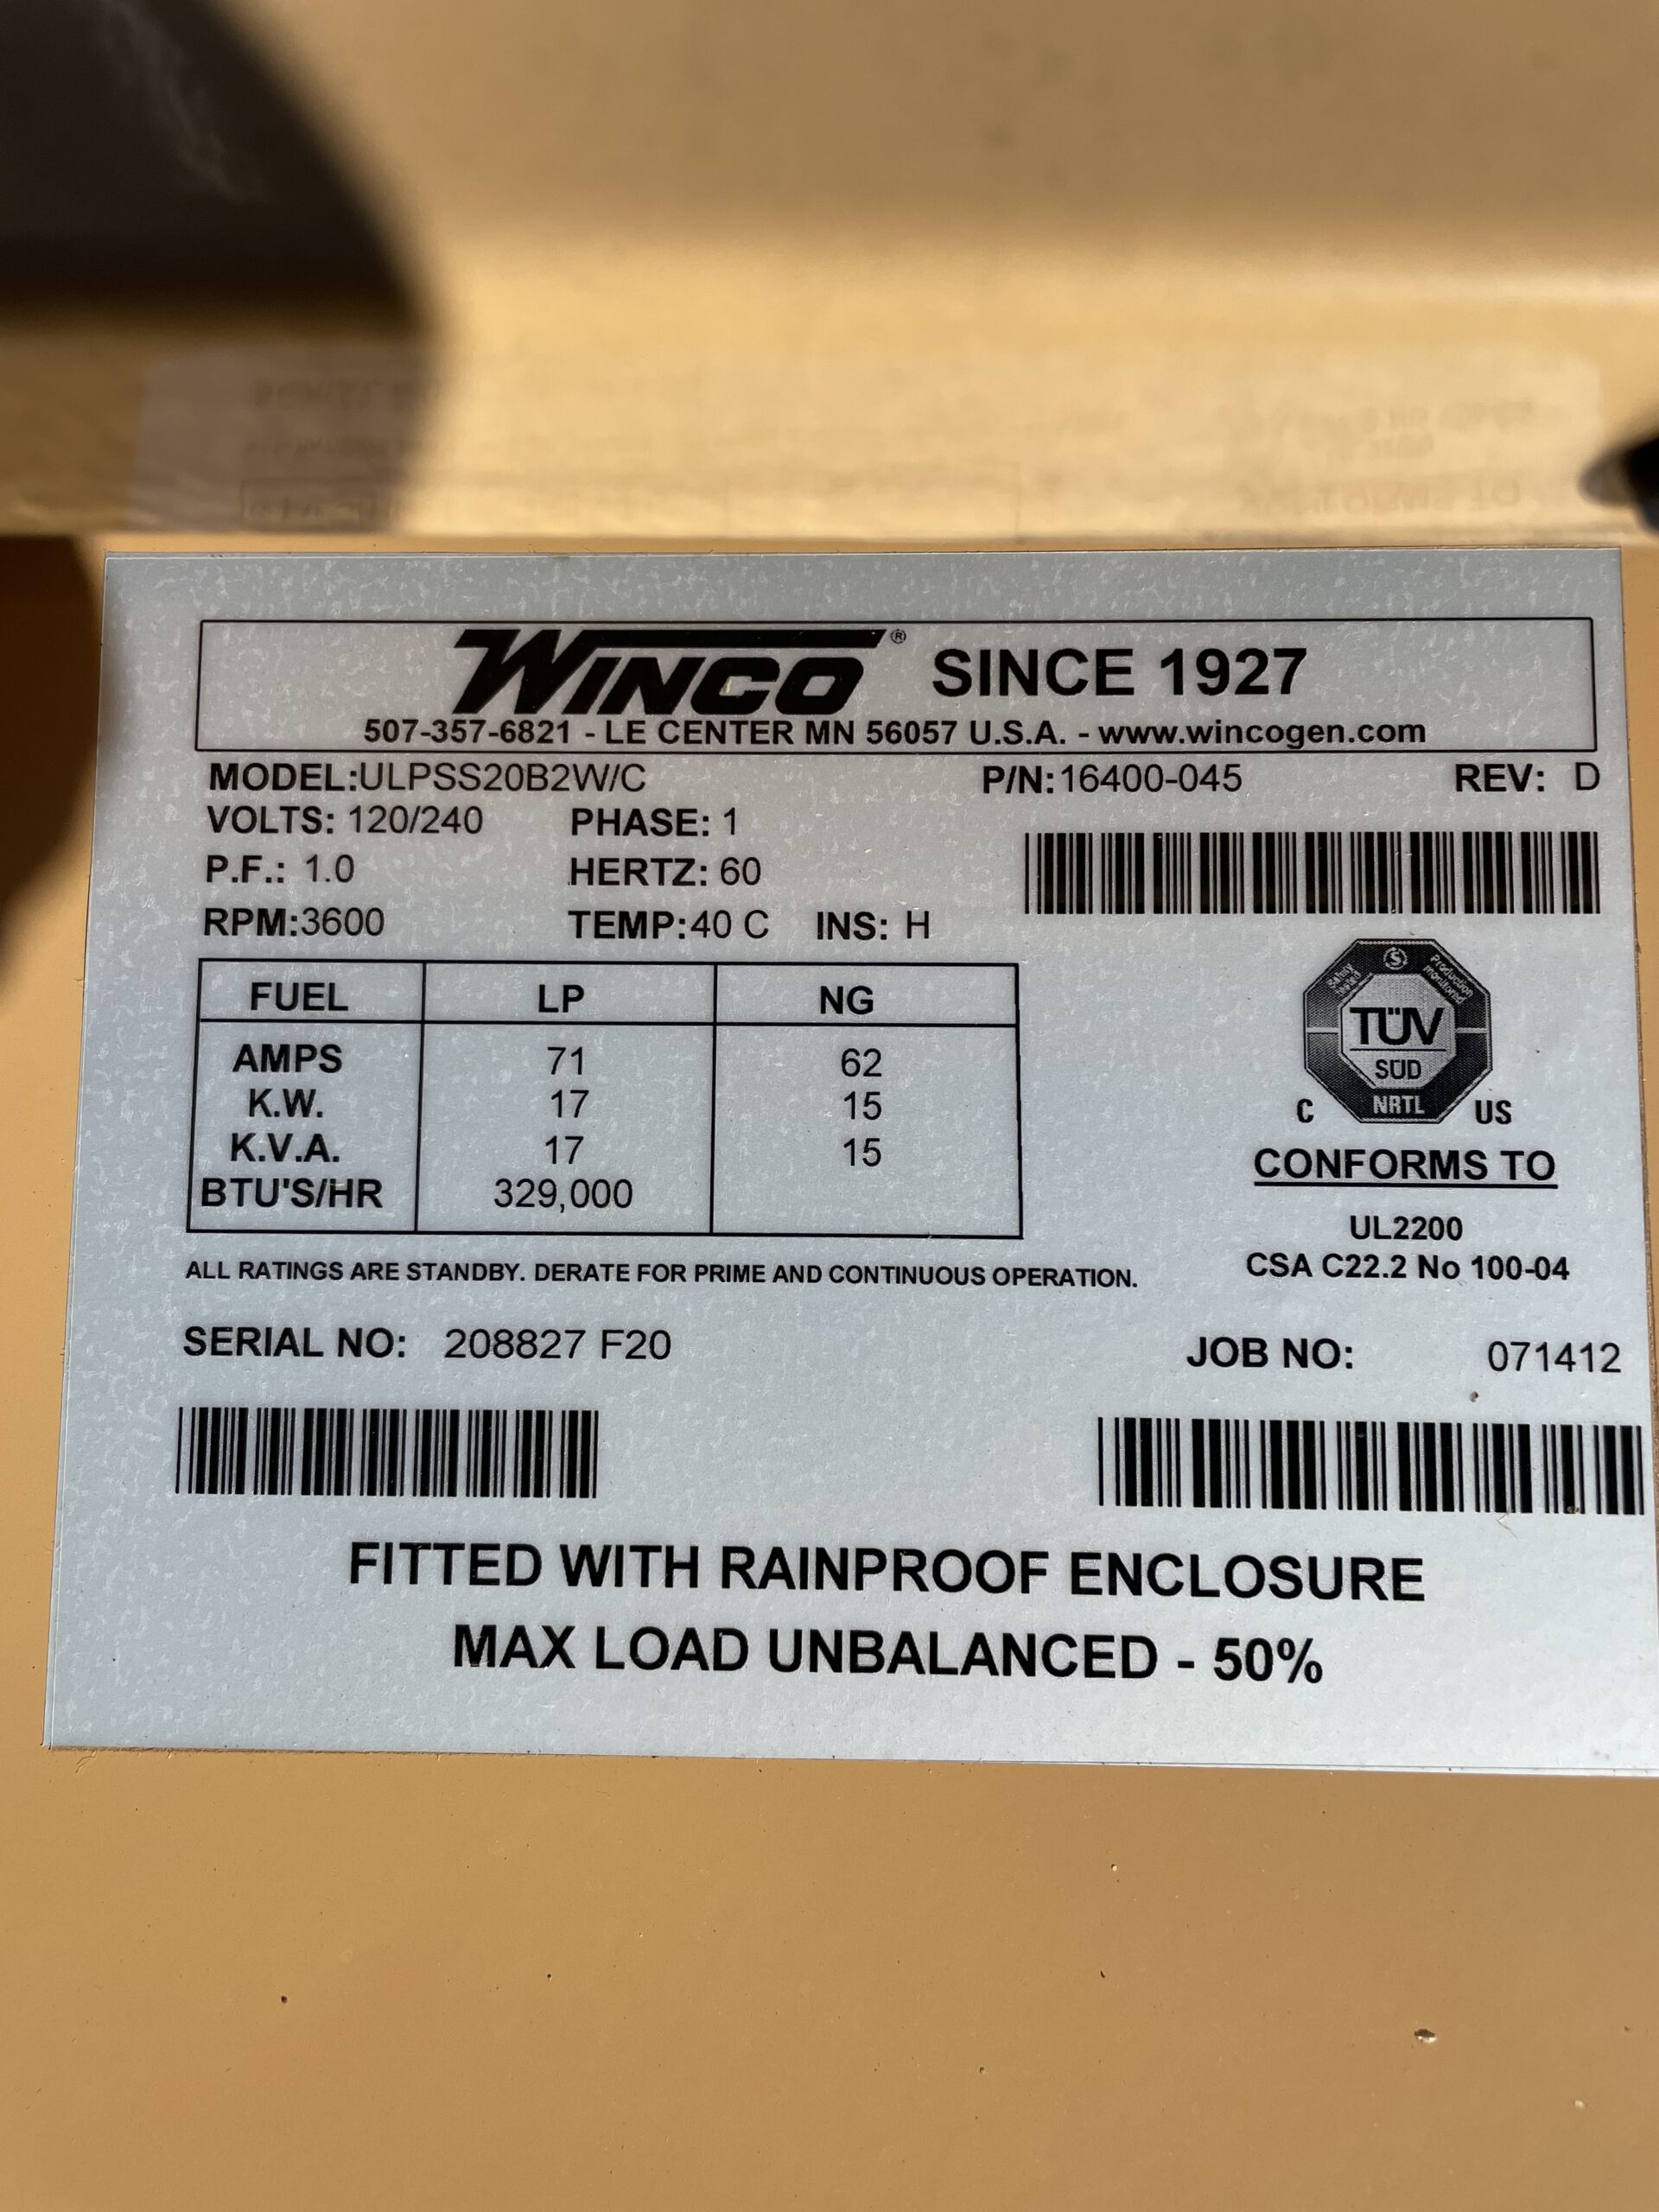 WINCO® SINCE 1927
507-357-6821 - LE CENTER MN 56057 U.S.A. - www.wincogen.com
MODEL:ULPSS20B2W/C P/N:16400-045 REV: D
VOLTS: 120/240 PHASE: 1
P.F.: 1.0 HERTZ: 60
RPM:3600 TEMP:40 C INS: H
FUEL LP NG
AMPS 71 62
K.W. 17 15
K.V.A. 17 15
BTU'S/HR 329,000
S
Production monitored
TÜV
SÜD
NRTL
C US
CONFORMS TO
UL2200
CSA C22.2 No 100-04
ALL RATINGS ARE STANDBY. DERATE FOR PRIME AND CONTINUOUS OPERATION.
SERIAL NO: 208827 F20 JOB NO: 071412
FITTED WITH RAINPROOF ENCLOSURE
MAX LOAD UNBALANCED - 50%